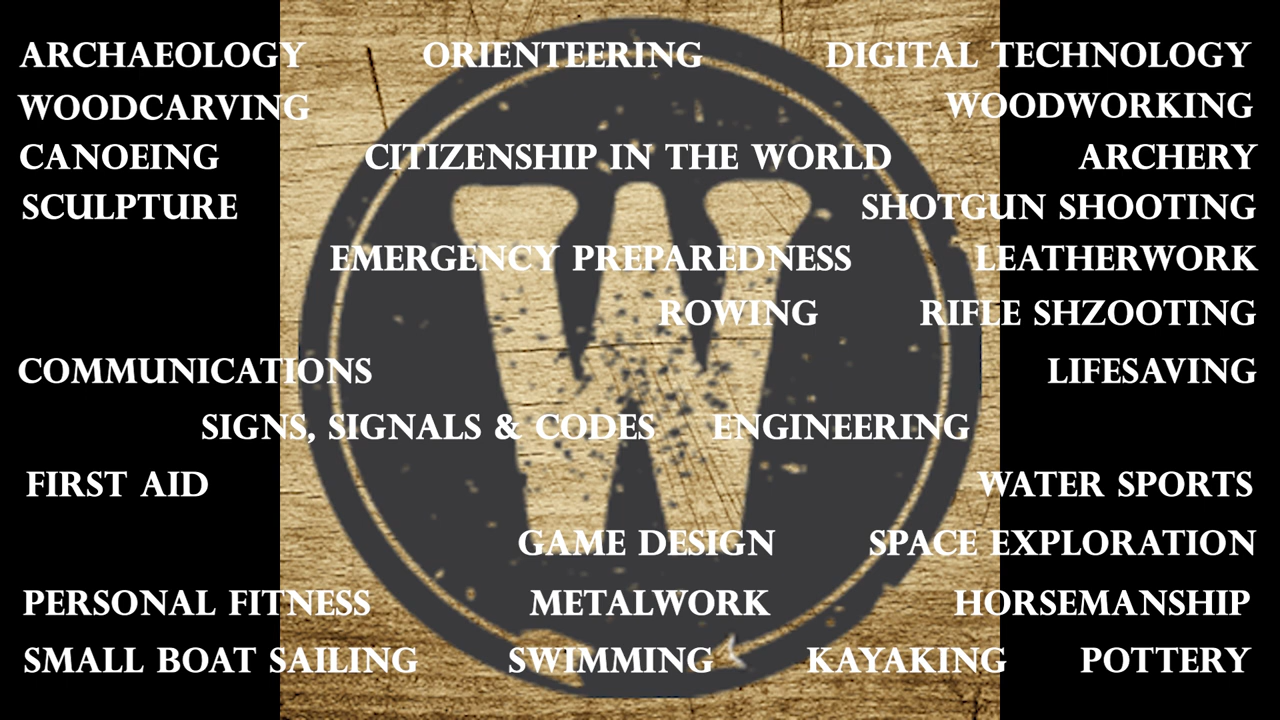 ARCHAEOLOGY ORIENTEERING DIGITAL TECHNOLOGY
WOODCARVING WOODWORKING
CANOEING CITIZENSHIP IN THE WORLD ARCHERY
SCULPTURE SHOTGUN SHOOTING
EMERGENCY PREPAREDNESS LEATHERWORK
ROWING RIFLE SHZOOTING
COMMUNICATIONS LIFESAVING
SIGNS, SIGNALS & CODES ENGINEERING
FIRST AID WATER SPORTS
GAME DESIGN SPACE EXPLORATION
PERSONAL FITNESS METALWORK HORSEMANSHIP
SMALL BOAT SAILING SWIMMING KAYAKING POTTERY
W